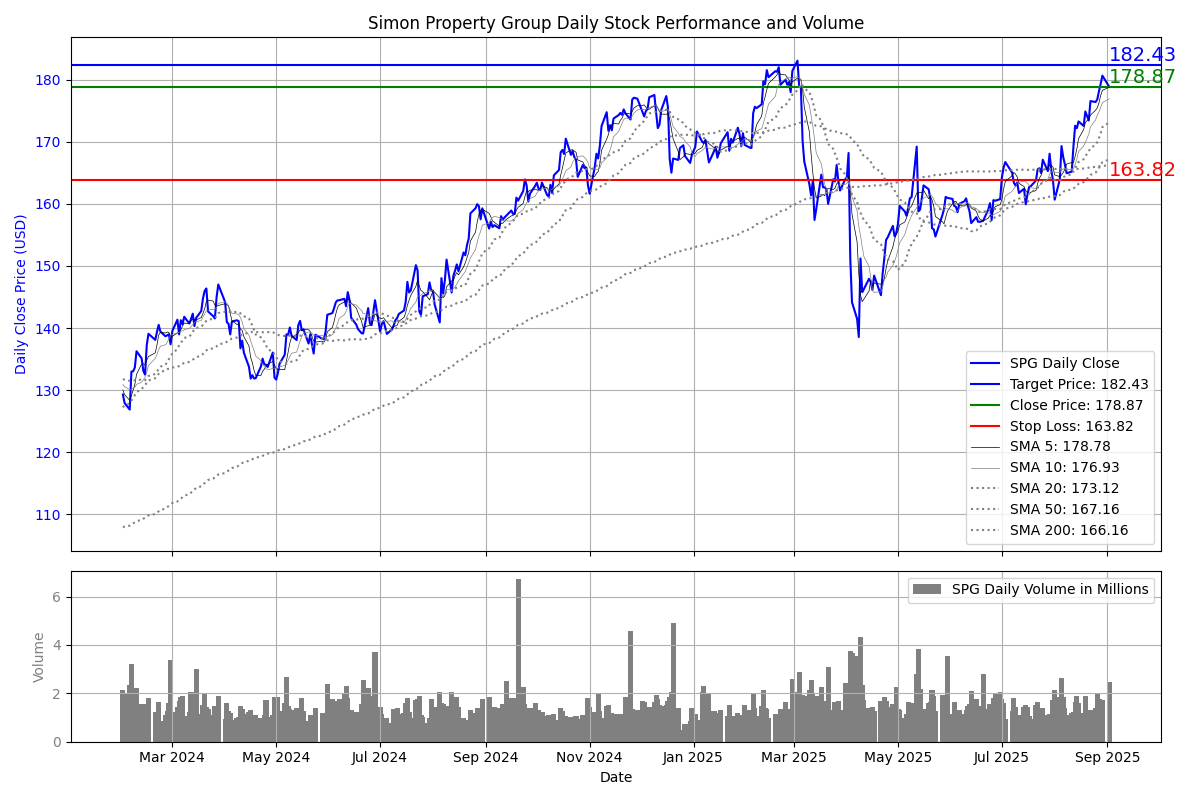 Simon Property Group Daily Stock Performance and Volume
Daily Close Price (USD)
180
170
160
150
140
130
120
110
182.43
178.87
163.82
SPG Daily Close
Target Price: 182.43
Close Price: 178.87
Stop Loss: 163.82
SMA 5: 178.78
SMA 10: 176.93
SMA 20: 173.12
SMA 50: 167.16
SMA 200: 166.16
Volume
6
4
2
0
SPG Daily Volume in Millions
Mar 2024 May 2024 Jul 2024 Sep 2024 Nov 2024 Jan 2025 Mar 2025 May 2025 Jul 2025 Sep 2025
Date